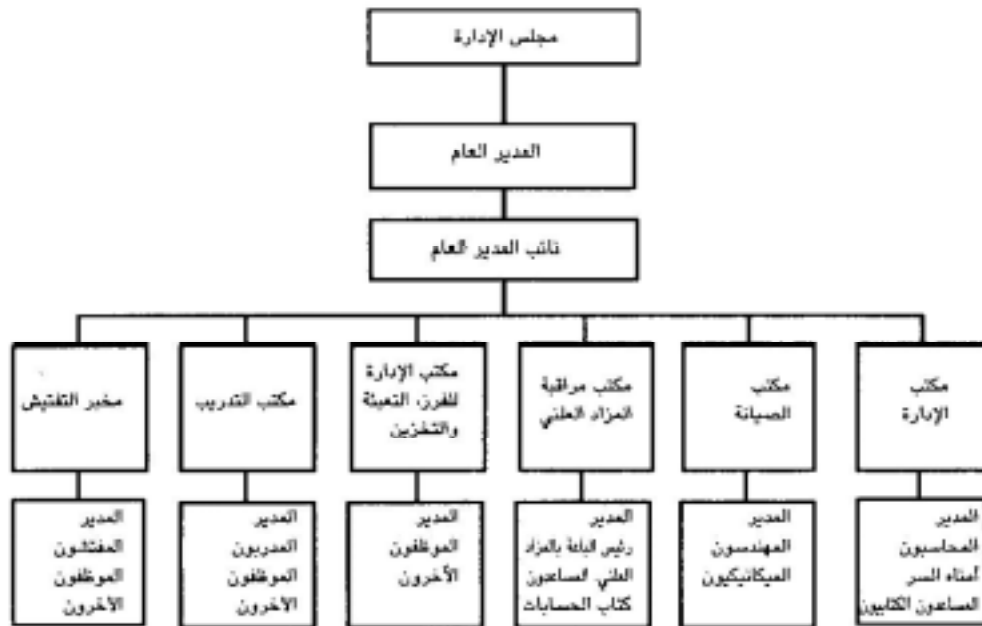 مجلس الإدارة
المدير العام
نائب المدير العام
مكتب
الإدارة
مكتب
الصيانة
مكتب مراقبة
المزاد العلني
مكتب الإدارة
للفرز، التعبئة
والتخزين
مكتب التدريب
مخبر التفتيش
المدير
المحاسبون
أمناء السر
المساعدون الكتابيون
المدير
المهندسون
الميكانيكيون
المدير
رئيس الباعة بالمزاد
العلني المساعدون
كتاب الحسابات
المدير
الموظفون
الآخرون
المدير
المدربون
الموظفون
الآخرون
المدير
المفتشون
الموظفون
الآخرون